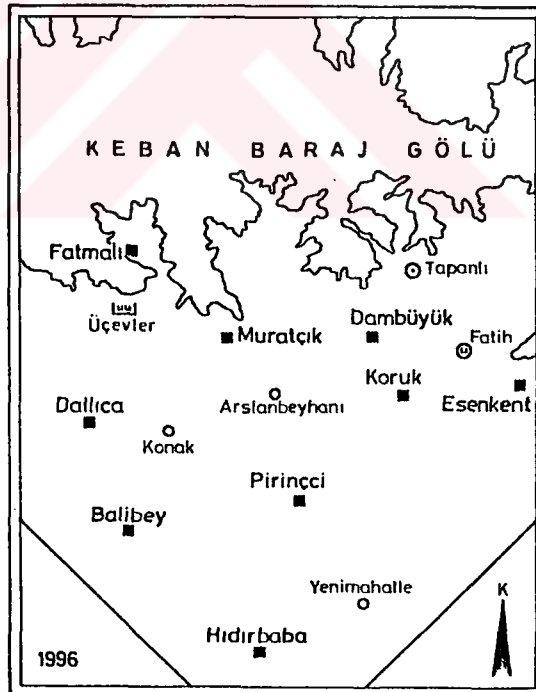 KEBAN BARAJ GÖLÜ
Fatmalı
Tapanlı
uu
Üçevler
Muratçık
Dambüyük
u
Fatih
Koruk
Esenkent
Dallıca
Arslanbeyhanı
Konak
Pirinççi
Balibey
Yenimahalle
K
Hıdırbaba
1996